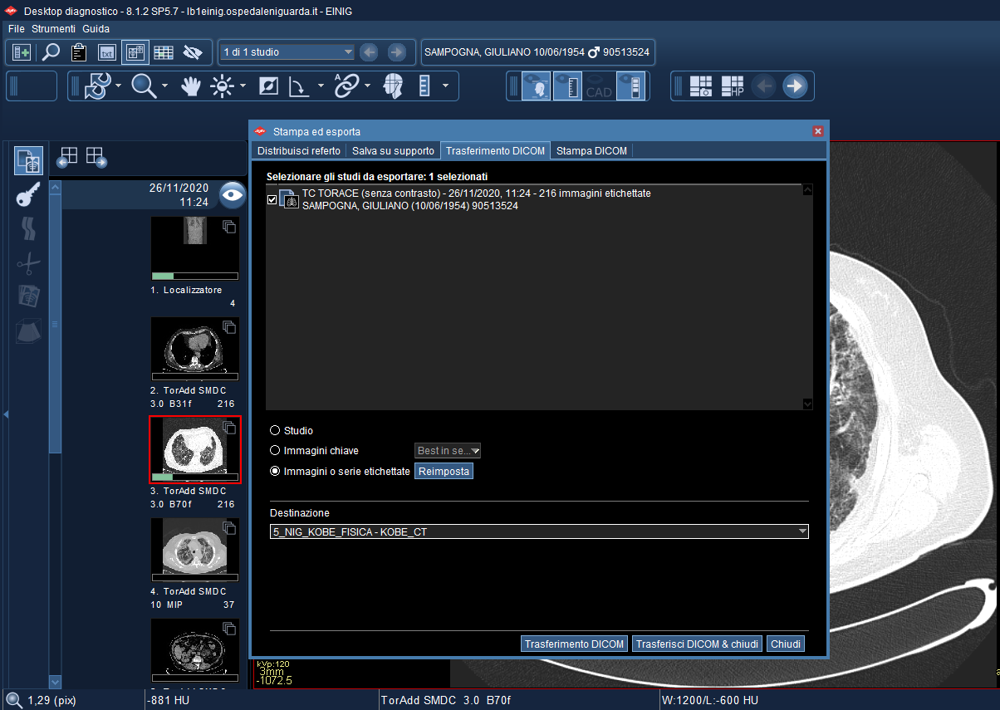 Desktop diagnostico - 8.1.2 SP5.7 - lb1einig.ospedaleniguarda.it - EINIG
File Strumenti Guida
txt
1 di 1 studio
SAMPOGNA, GIULIANO 10/06/1954 ♂ 90513524
A
CAD
HP
Stampa ed esporta
Distribuisci referto
Salva su supporto
Trasferimento DICOM
Stampa DICOM
Selezionare gli studi da esportare: 1 selezionati
TC TORACE (senza contrasto) - 26/11/2020, 11:24 - 216 immagini etichettate
SAMPOGNA, GIULIANO (10/06/1954) 90513524
Studio
Immagini chiave
Best in se...
Immagini o serie etichettate
Reimposta
Destinazione
5_NIG_KOBE_FISICA - KOBE_CT
Trasferimento DICOM
Trasferisci DICOM & chiudi
Chiudi
26/11/2020
11:24
1. Localizzatore
4
2. TorAdd SMDC
3.0 B31f 216
3. TorAdd SMDC
3.0 B70f 216
4. TorAdd SMDC
10 MIP 37
kVp:120
3mm
-1072.5
1,29 (pix)
-881 HU
TorAdd SMDC 3.0 B70f
W:1200/L:-600 HU